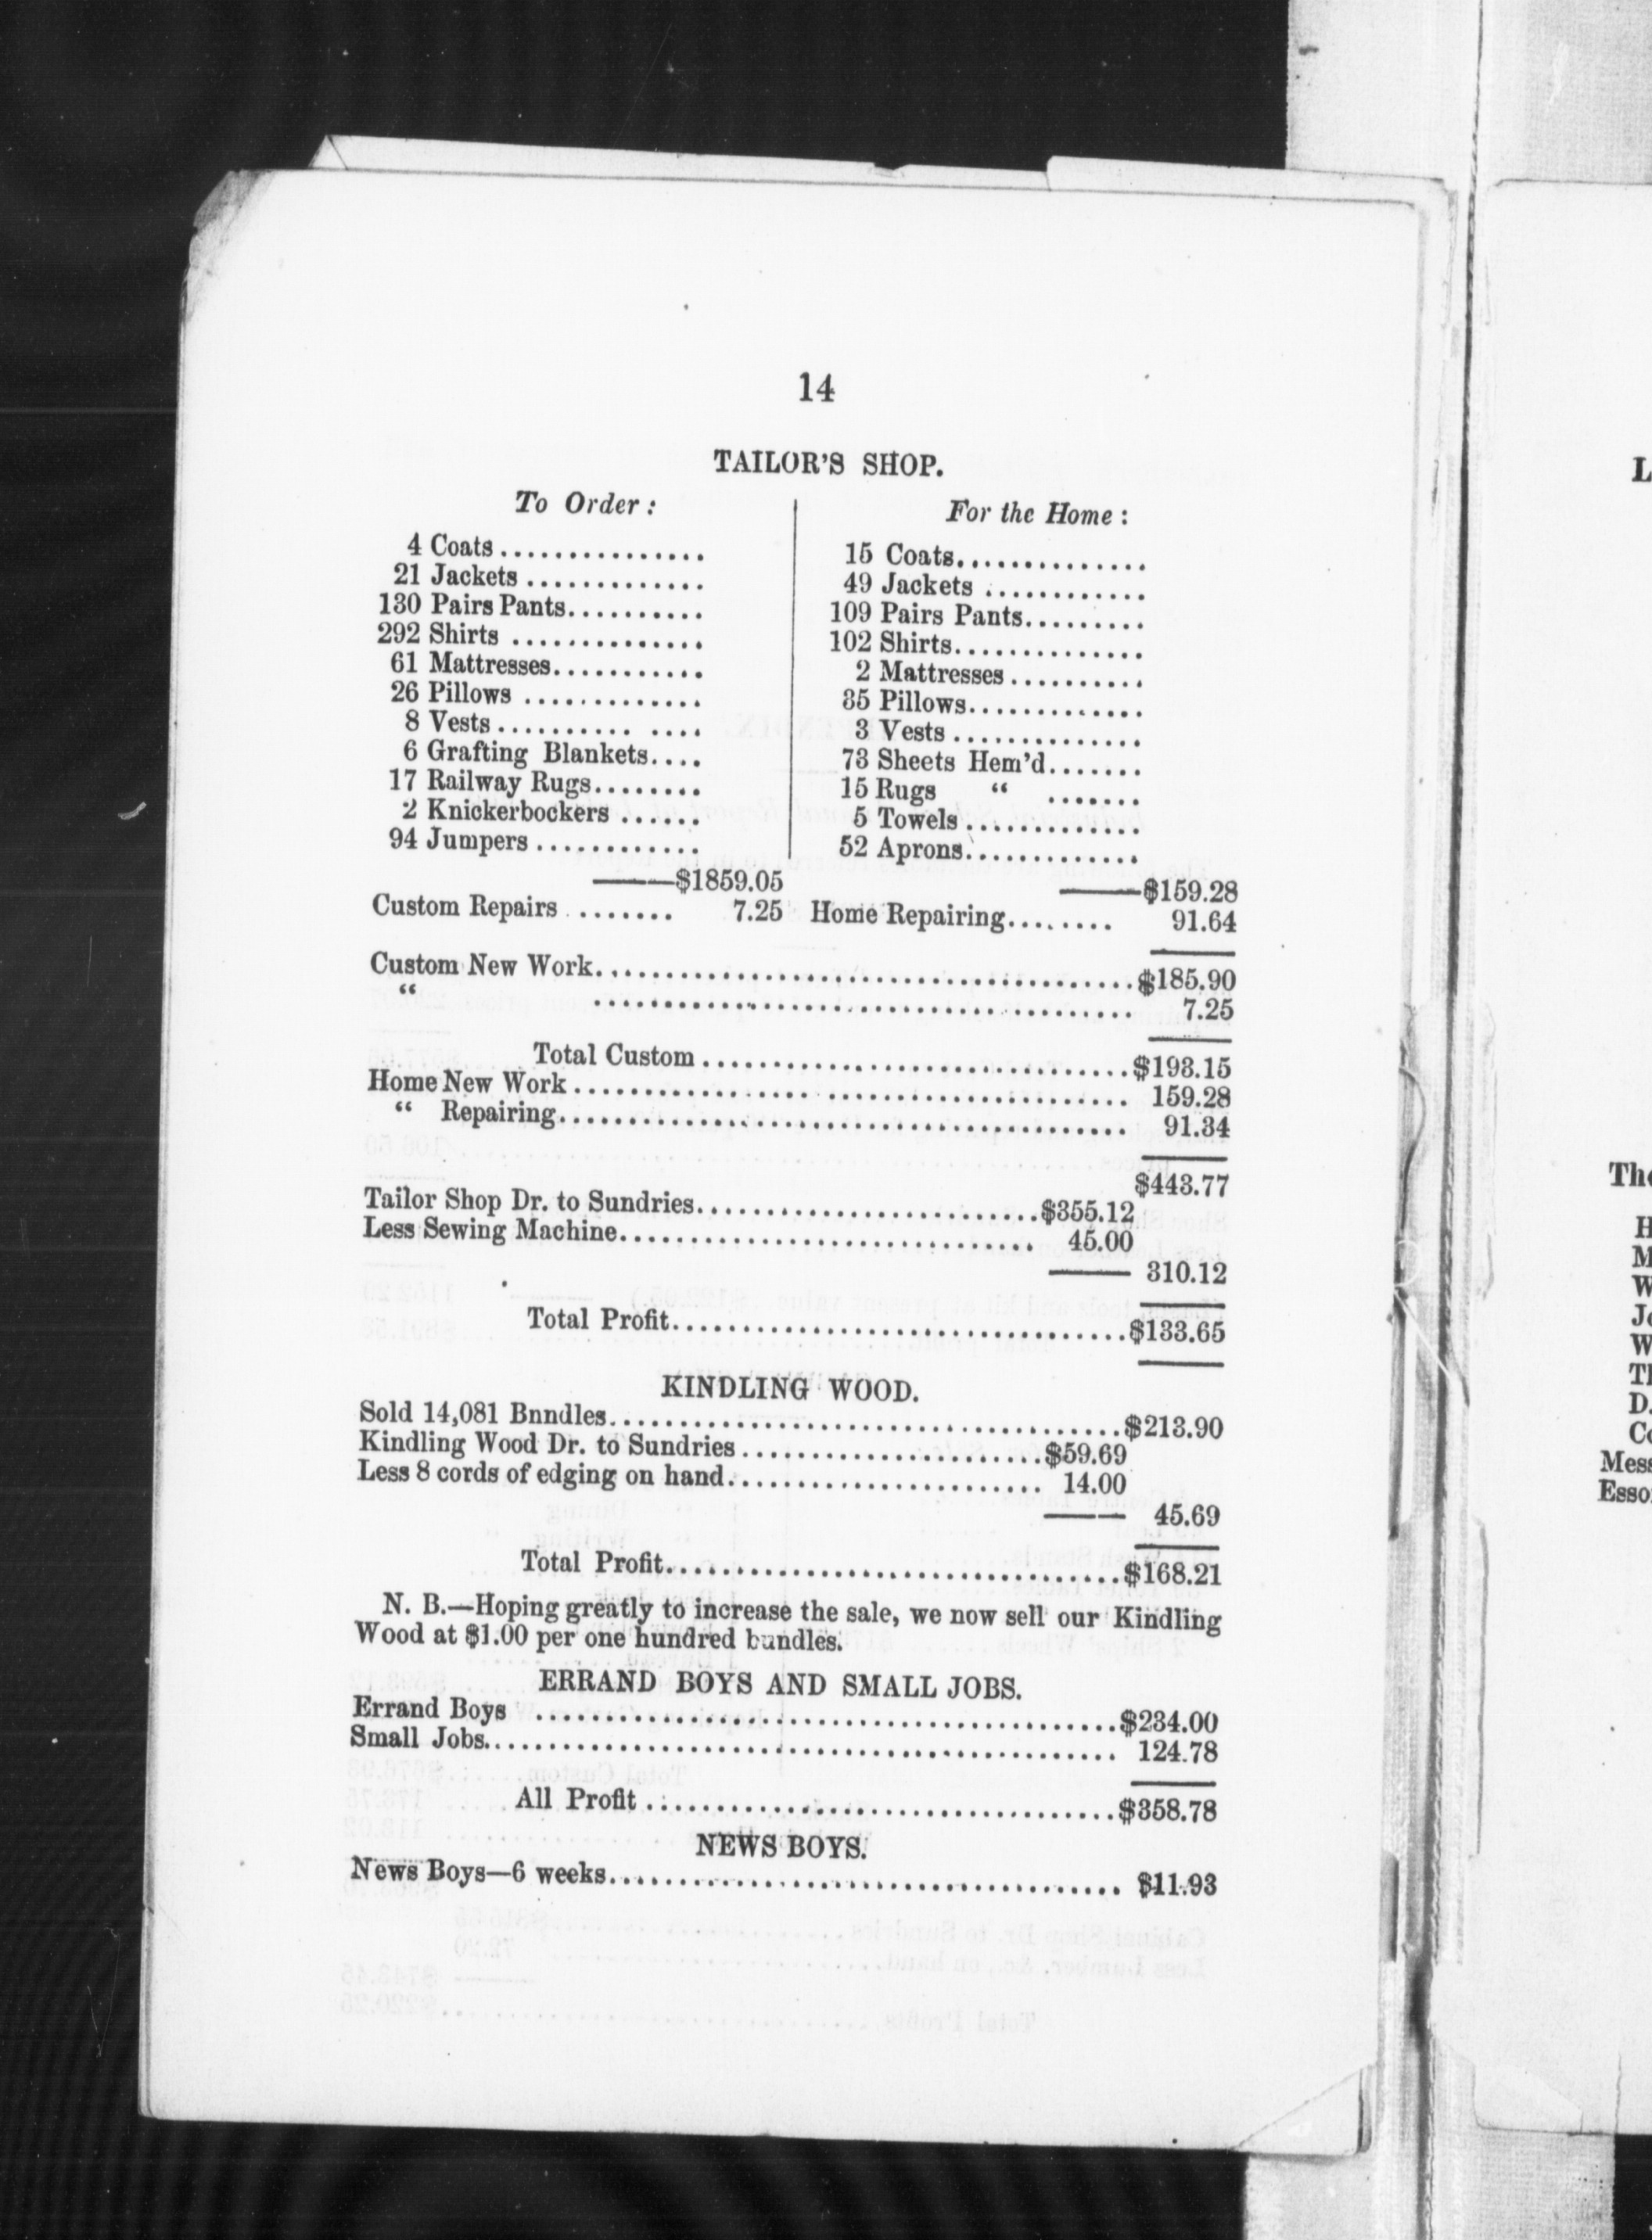 14
TAILOR'S SHOP.
To Order :
4 Coats ...............
21 Jackets .............
130 Pairs Pants..........
292 Shirts ..............
61 Mattresses...........
26 Pillows .............
8 Vests.......... ....
6 Grafting Blankets....
17 Railway Rugs........
2 Knickerbockers ......
94 Jumpers ............
——$1859.05
Custom Repairs ....... 7.25
For the Home :
15 Coats..............
49 Jackets ............
109 Pairs Pants.........
102 Shirts..............
2 Mattresses ..........
35 Pillows.............
3 Vests ..............
73 Sheets Hem'd.......
15 Rugs “ .......
5 Towels .............
52 Aprons.............
——$159.28
Home Repairing........ 91.64
Custom New Work.......................................$185.90
“ ....................................... 7.25
Total Custom ...............................$193.15
Home New Work ........................................ 159.28
“ Repairing......................................... 91.34
$443.77
Tailor Shop Dr. to Sundries.........................$355.12
Less Sewing Machine.............................. 45.00
—— 310.12
Total Profit.................................$133.65
KINDLING WOOD.
Sold 14,081 Bnndles.....................................$213.90
Kindling Wood Dr. to Sundries ......................$59.69
Less 8 cords of edging on hand....................... 14.00
—— 45.69
Total Profit.................................$168.21
N. B.—Hoping greatly to increase the sale, we now sell our Kindling
Wood at $1.00 per one hundred bundles.
ERRAND BOYS AND SMALL JOBS.
Errand Boys ..........................................$234.00
Small Jobs............................................. 124.78
All Profit ..................................$358.78
NEWS BOYS.
News Boys—6 weeks..................................... $11.93
L
The
H
M
W
Jo
W
Th
D.
Co
Mess
Esso